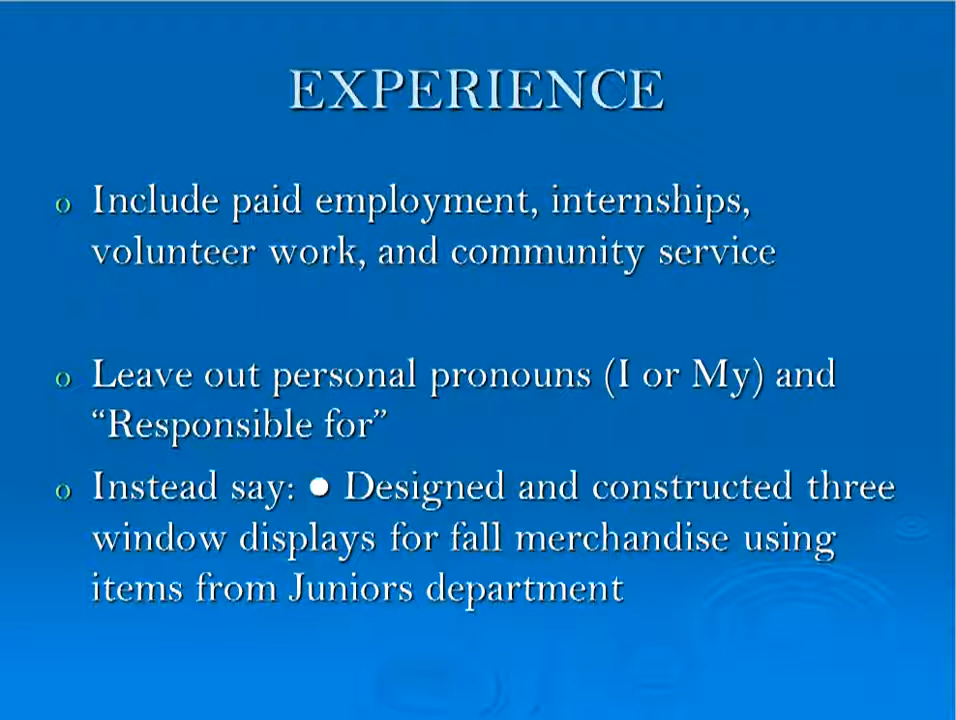 EXPERIENCE
o Include paid employment, internships,
volunteer work, and community service
o Leave out personal pronouns (I or My) and
“Responsible for”
o Instead say: ● Designed and constructed three
window displays for fall merchandise using
items from Juniors department